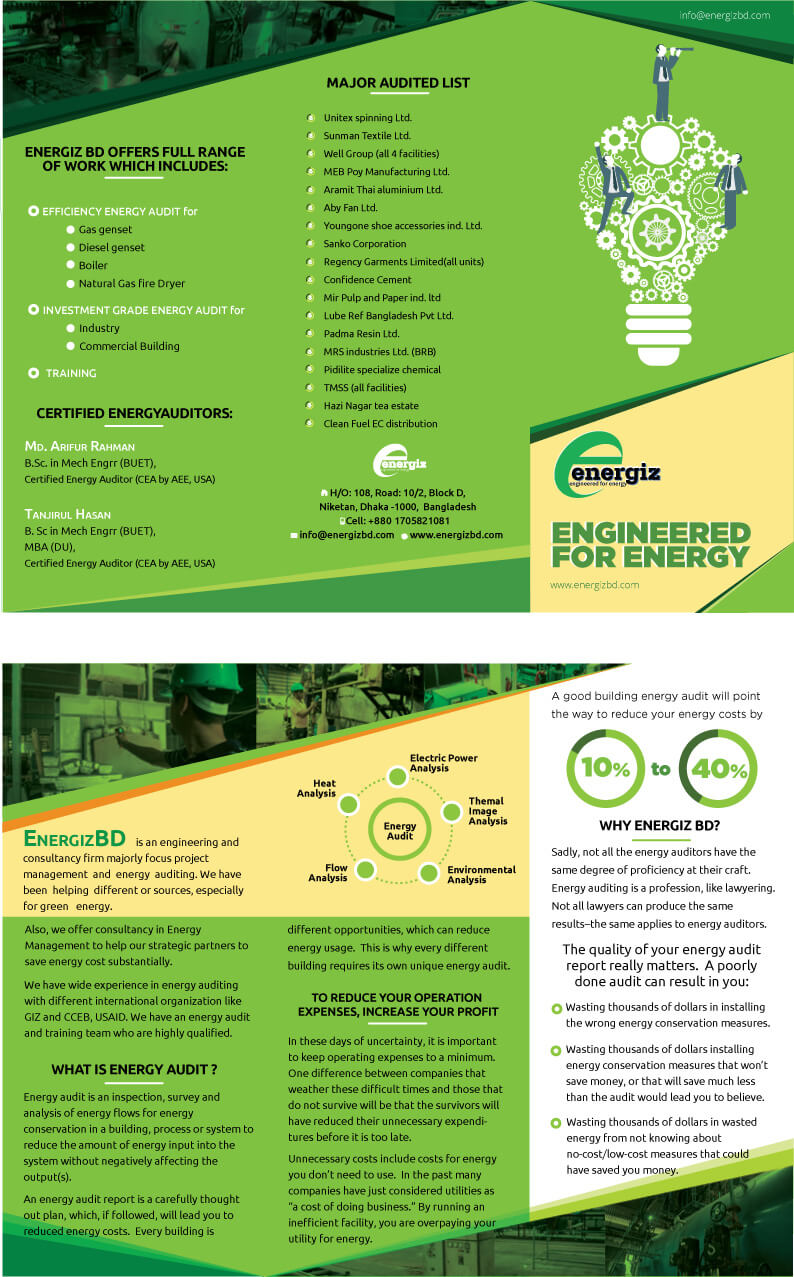 ENERGIZ BD OFFERS FULL RANGE
OF WORK WHICH INCLUDES:
EFFICIENCY ENERGY AUDIT for
Gas genset
Diesel genset
Boiler
Natural Gas fire Dryer
INVESTMENT GRADE ENERGY AUDIT for
Industry
Commercial Building
TRAINING
CERTIFIED ENERGYAUDITORS:
MD. ARIFUR RAHMAN
B.Sc. in Mech Engrr (BUET),
Certified Energy Auditor (CEA by AEE, USA)
TANJIRUL HASAN
B. Sc in Mech Engrr (BUET),
MBA (DU),
Certified Energy Auditor (CEA by AEE, USA)
MAJOR AUDITED LIST
Unitex spinning Ltd.
Sunman Textile Ltd.
Well Group (all 4 facilities)
MEB Poy Manufacturing Ltd.
Aramit Thai aluminium Ltd.
Aby Fan Ltd.
Youngone shoe accessories ind. Ltd.
Sanko Corporation
Regency Garments Limited(all units)
Confidence Cement
Mir Pulp and Paper ind. ltd
Lube Ref Bangladesh Pvt Ltd.
Padma Resin Ltd.
MRS industries Ltd. (BRB)
Pidilite specialize chemical
TMSS (all facilities)
Hazi Nagar tea estate
Clean Fuel EC distribution
energiz
engineered for energy
H/O: 108, Road: 10/2, Block D,
Niketan, Dhaka -1000, Bangladesh
Cell: +880 1705821081
info@energizbd.com www.energizbd.com
info@energizbd.com
energiz
engineered for energy
ENGINEERED
FOR ENERGY
www.energizbd.com
ENERGIZBD is an engineering and
consultancy firm majorly focus project
management and energy auditing. We have
been helping different or sources, especially
for green energy.
Also, we offer consultancy in Energy
Management to help our strategic partners to
save energy cost substantially.
We have wide experience in energy auditing
with different international organization like
GIZ and CCEB, USAID. We have an energy audit
and training team who are highly qualified.
WHAT IS ENERGY AUDIT ?
Energy audit is an inspection, survey and
analysis of energy flows for energy
conservation in a building, process or system to
reduce the amount of energy input into the
system without negatively affecting the
output(s).
An energy audit report is a carefully thought
out plan, which, if followed, will lead you to
reduced energy costs. Every building is
Electric Power
Analysis
Heat
Analysis
Themal
Image
Analysis
Energy
Audit
Flow
Analysis
Environmental
Analysis
different opportunities, which can reduce
energy usage. This is why every different
building requires its own unique energy audit.
TO REDUCE YOUR OPERATION
EXPENSES, INCREASE YOUR PROFIT
In these days of uncertainty, it is important
to keep operating expenses to a minimum.
One difference between companies that
weather these difficult times and those that
do not survive will be that the survivors will
have reduced their unnecessary expendi-
tures before it is too late.
Unnecessary costs include costs for energy
you don't need to use. In the past many
companies have just considered utilities as
"a cost of doing business." By running an
inefficient facility, you are overpaying your
utility for energy.
A good building energy audit will point
the way to reduce your energy costs by
10% to 40%
WHY ENERGIZ BD?
Sadly, not all the energy auditors have the
same degree of proficiency at their craft.
Energy auditing is a profession, like lawyering.
Not all lawyers can produce the same
results–the same applies to energy auditors.
The quality of your energy audit
report really matters. A poorly
done audit can result in you:
Wasting thousands of dollars in installing
the wrong energy conservation measures.
Wasting thousands of dollars installing
energy conservation measures that won't
save money, or that will save much less
than the audit would lead you to believe.
Wasting thousands of dollars in wasted
energy from not knowing about
no-cost/low-cost measures that could
have saved you money.